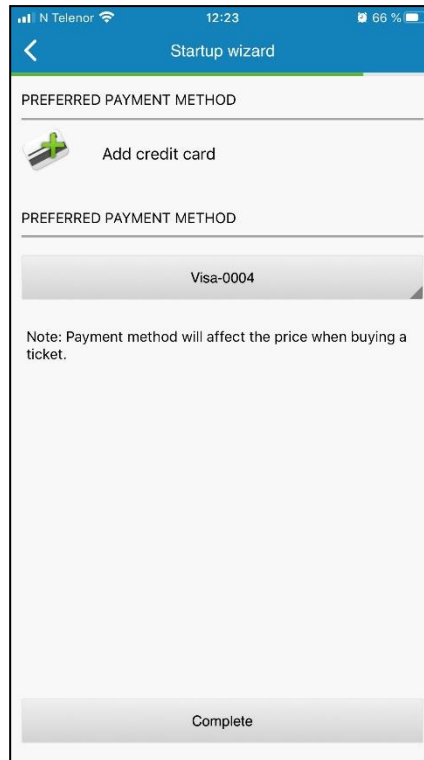 N Telenor 12:23 66 %
Startup wizard
PREFERRED PAYMENT METHOD
Add credit card
PREFERRED PAYMENT METHOD
Visa-0004
Note: Payment method will affect the price when buying a
ticket.
Complete